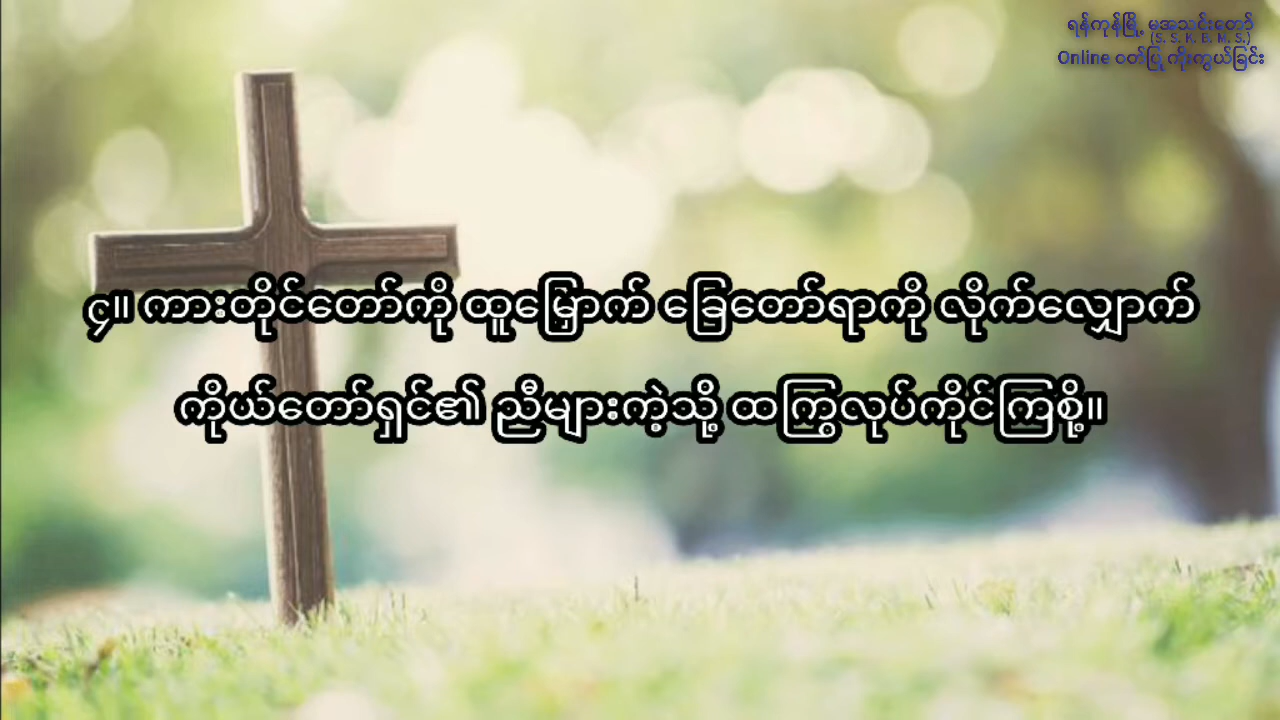 ရန်ကုန်မြို့ မအသင်းတော်
(S. S. K. B. M. S.)
Online ဝတ်ပြု ကိုးကွယ်ခြင်း
၄။ ကားတိုင်တော်ကို ထူမြှောက် ခြေတော်ရာကို လိုက်လျှောက်
ကိုယ်တော်ရှင်၏ ညီများကဲ့သို့ ထကြွလုပ်ကိုင်ကြစို့။